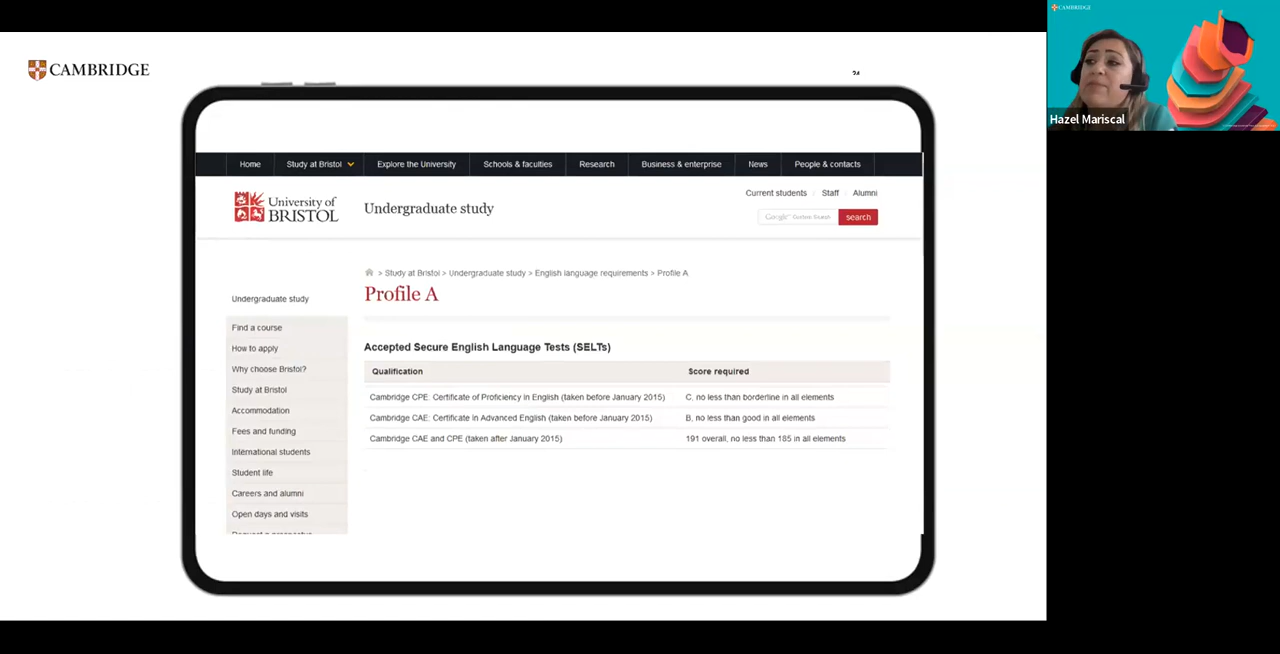 CAMBRIDGE
CAMBRIDGE
Hazel Mariscal
Home Study at Bristol Explore the University Schools & faculties Research Business & enterprise News People & contacts
University of
BRISTOL
Undergraduate study
Current students Staff Alumni
Google Custom Search search
> Study at Bristol > Undergraduate study > English language requirements > Profile A
Profile A
Undergraduate study
Find a course
How to apply
Why choose Bristol?
Study at Bristol
Accommodation
Fees and funding
International students
Student life
Careers and alumni
Open days and visits
Accepted Secure English Language Tests (SELTs)
Qualification Score required
Cambridge CPE: Certificate of Proficiency in English (taken before January 2015) C, no less than borderline in all elements
Cambridge CAE: Certificate in Advanced English (taken before January 2015) B, no less than good in all elements
Cambridge CAE and CPE (taken after January 2015) 191 overall, no less than 185 in all elements